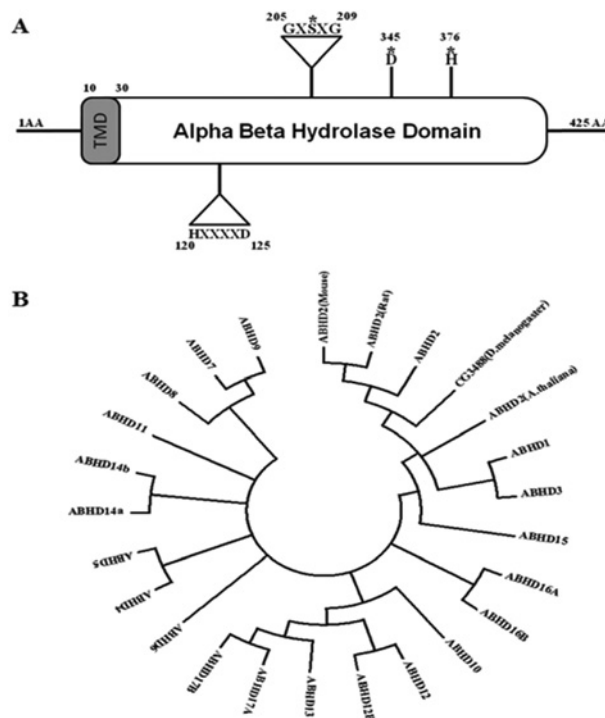 A
205
*
209
GXSXG
345
*
D
376
*
H
10
30
1AA
TMD
Alpha Beta Hydrolase Domain
425 AA
HXXXXD
120
125
B
ABHD2(Mouse)
ABHD2(Rat)
ABHD2
CG3488(D.melanogaster)
ABHD2(A.thaliana)
ABHD1
ABHD3
ABHD15
ABHD16A
ABHD16B
ABHD10
ABHD12
ABHD12B
ABHD13
ABHD17A
ABHD17B
ABHD6
ABHD4
ABHD5
ABHD14a
ABHD14b
ABHD11
ABHD8
ABHD7
ABHD9